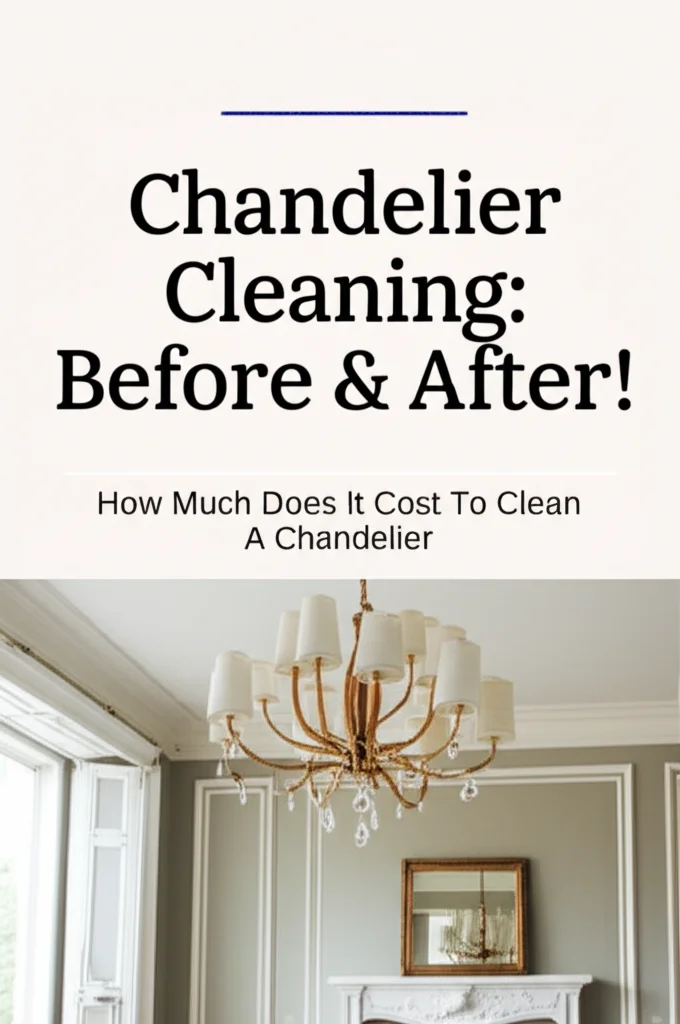 Chandelier
Cleaning:
Before & After!
How Much Does It Cost To Clean
A Chandelier